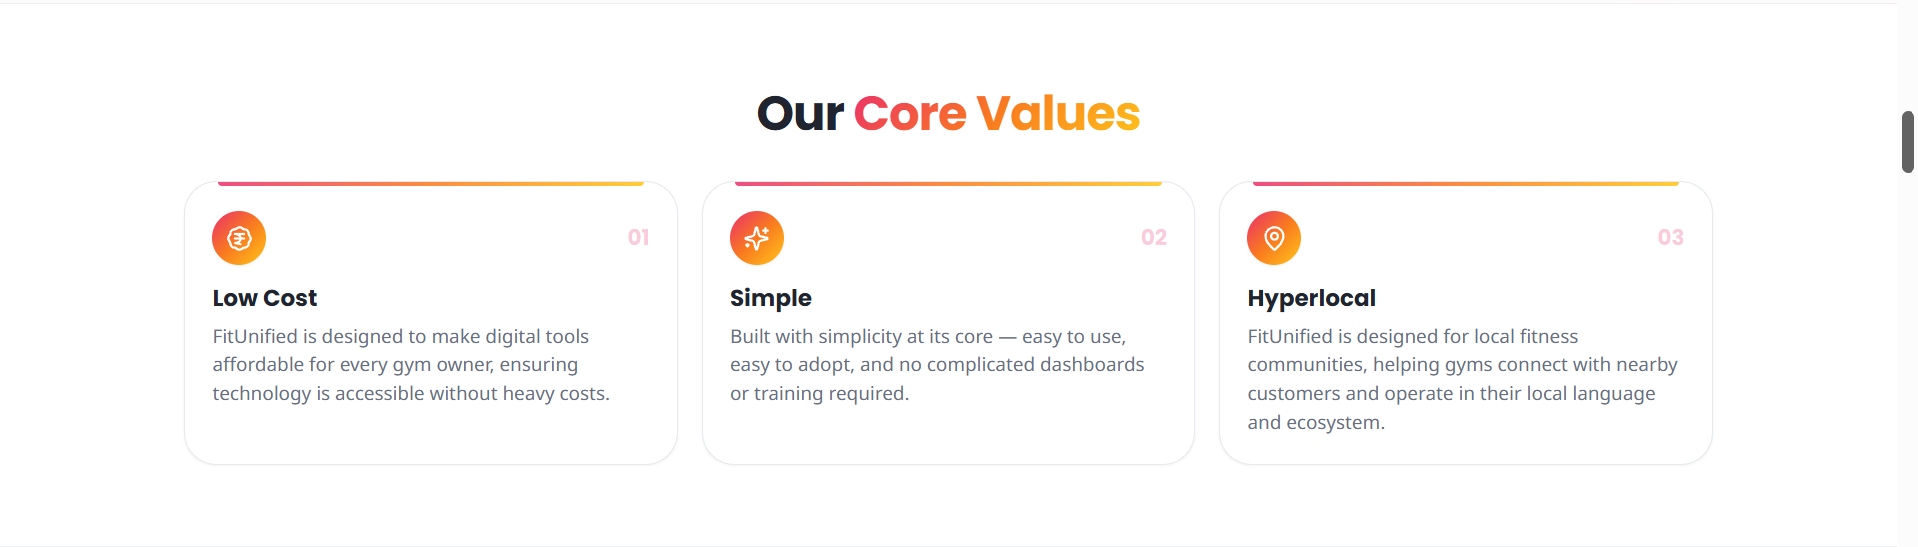 Our Core Values
01
Low Cost
FitUnified is designed to make digital tools
affordable for every gym owner, ensuring
technology is accessible without heavy costs.
02
Simple
Built with simplicity at its core — easy to use,
easy to adopt, and no complicated dashboards
or training required.
03
Hyperlocal
FitUnified is designed for local fitness
communities, helping gyms connect with nearby
customers and operate in their local language
and ecosystem.